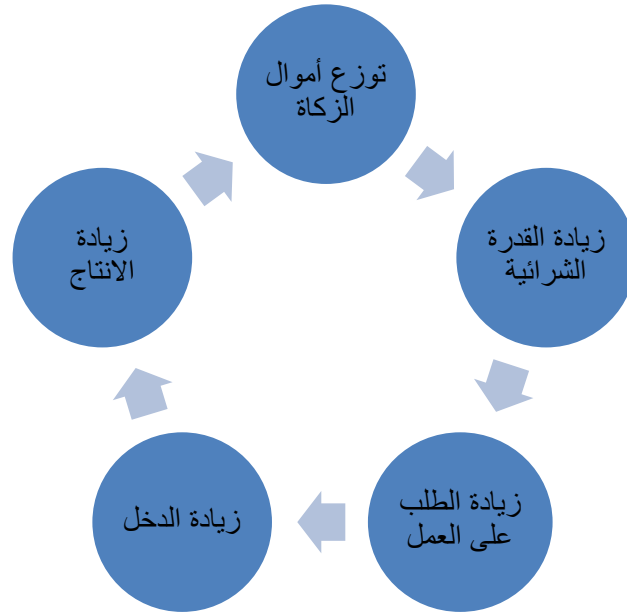 توزع أموال
الزكاة
زيادة القدرة
الشرائية
زيادة الطلب
على العمل
زيادة الدخل
زيادة
الانتاج